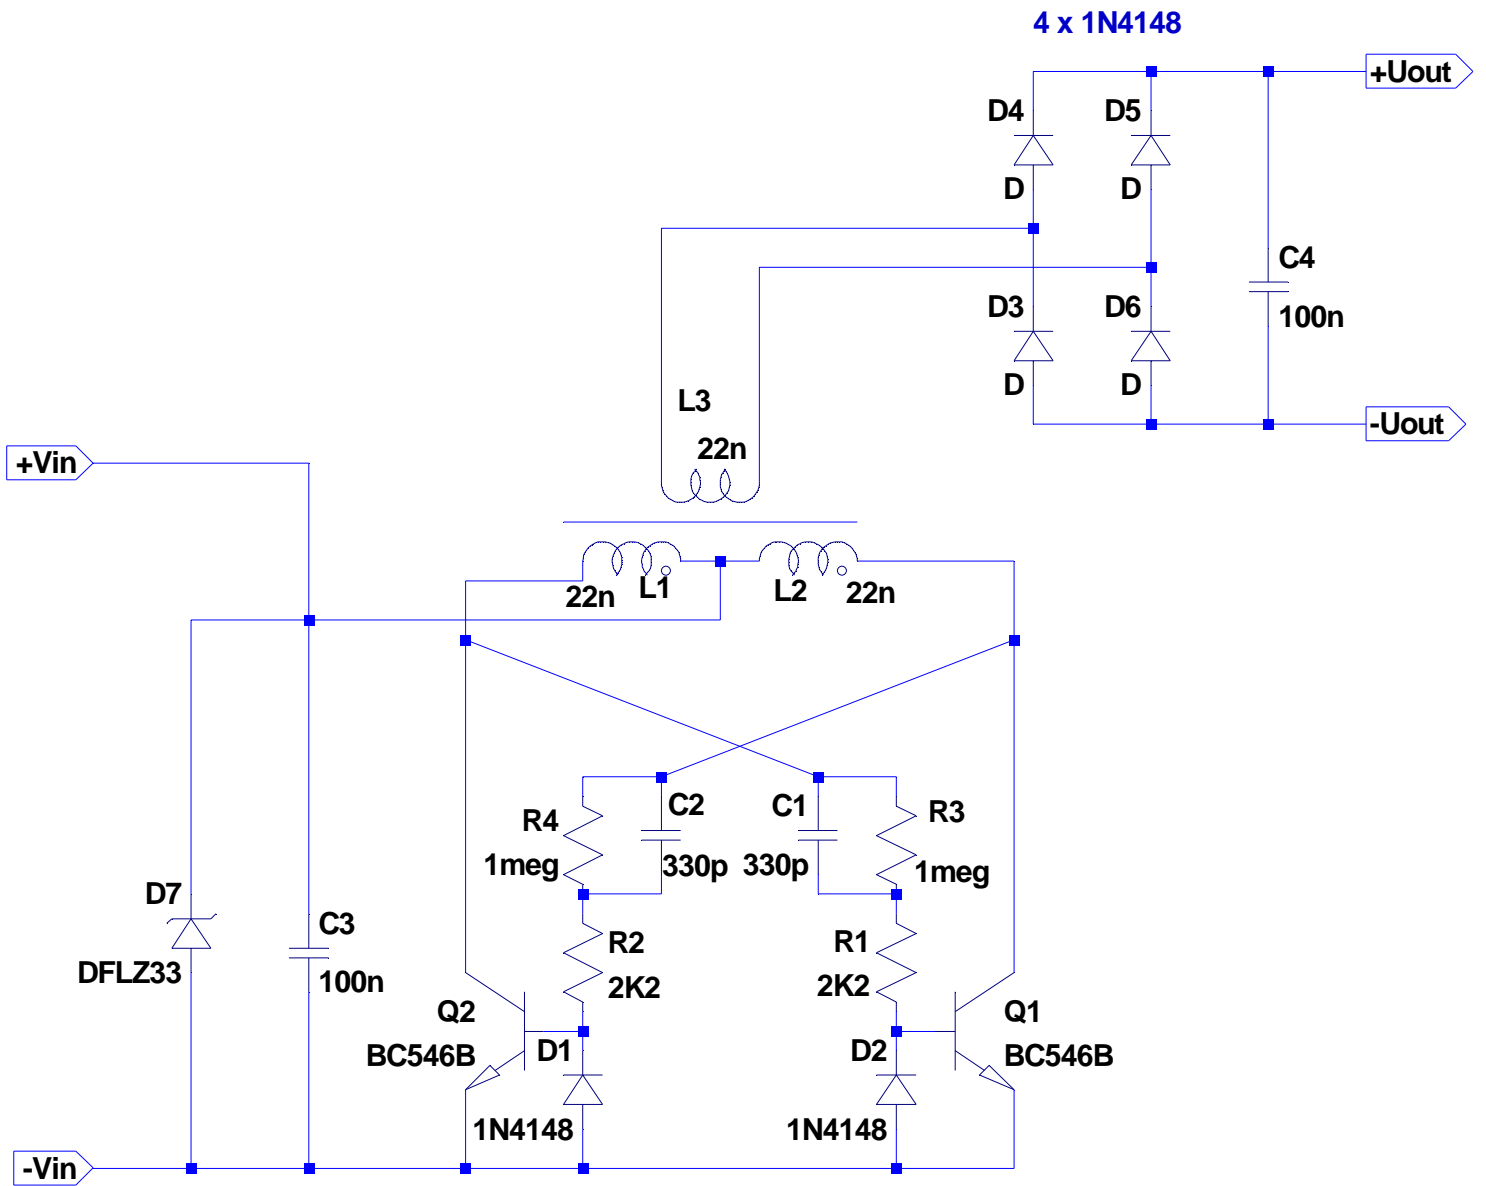 4 x 1N4148
+Uout
D4
D5
D
D
C4
100n
D3
D6
D
D
L3
22n
-Uout
+Vin
22n
L1
L2
22n
C2
C1
R4
R3
1meg
330p
330p
1meg
D7
DFLZ33
C3
100n
R2
2K2
R1
2K2
Q2
BC546B
D1
1N4148
D2
1N4148
Q1
BC546B
-Vin